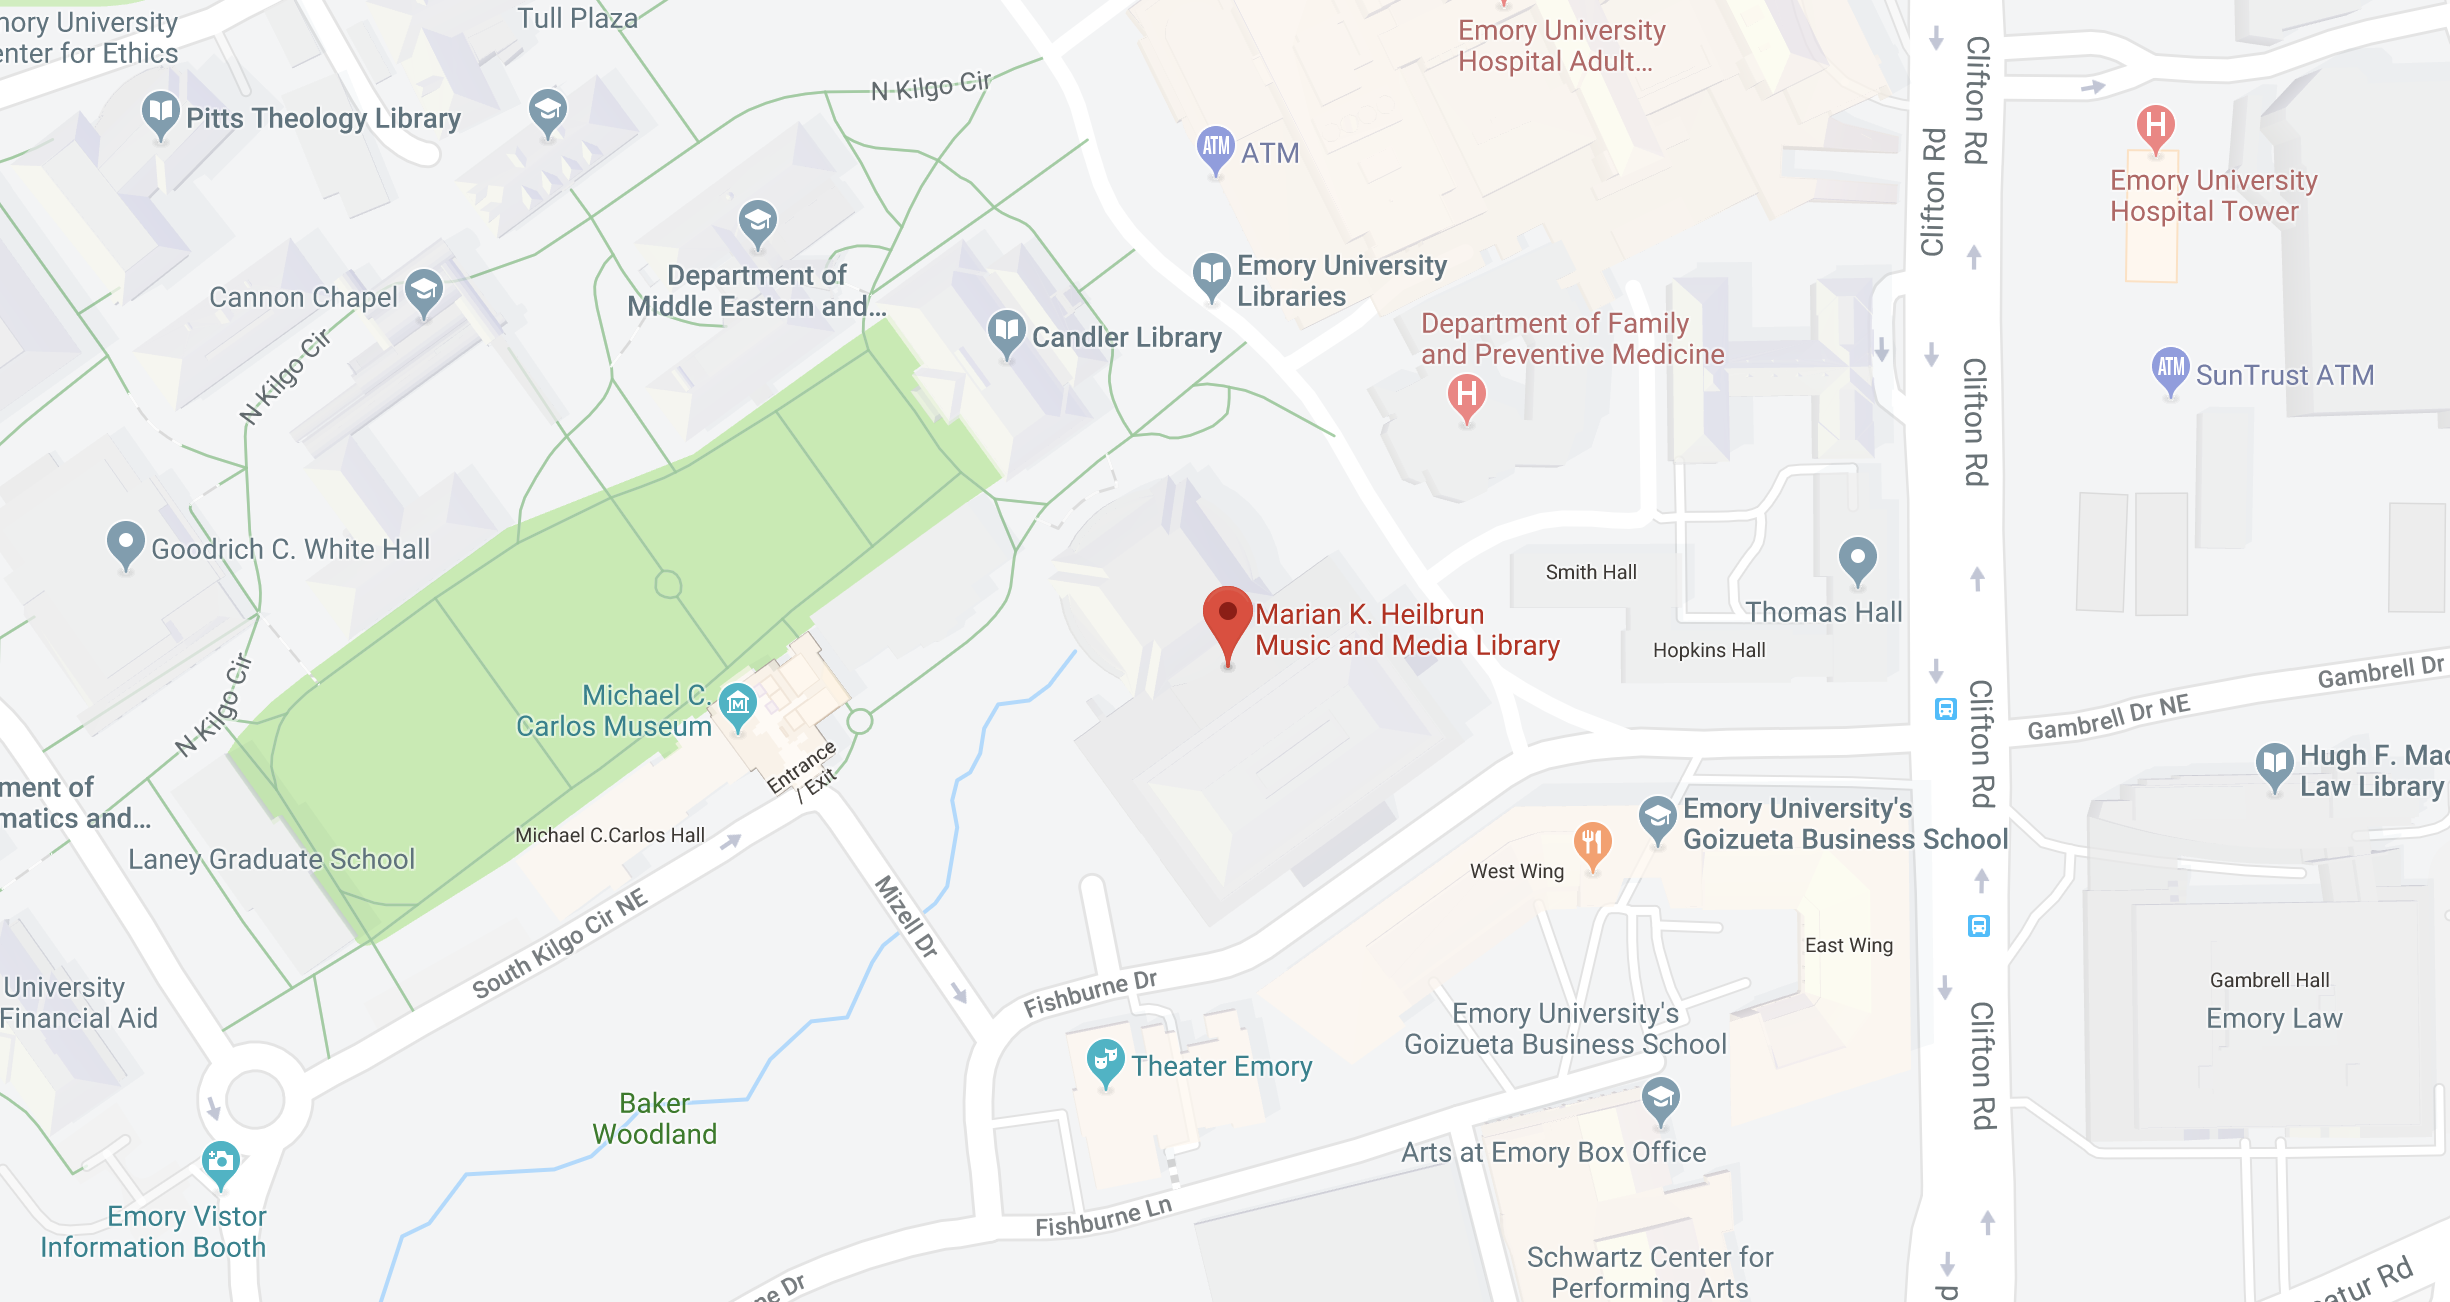 Tull Plaza
Emory University
Hospital Adult...
N Kilgo Cir
Pitts Theology Library
ATM
ATM
Clifton Rd
Clifton Rd
H
Emory University
Hospital Tower
Department of
Middle Eastern and...
Cannon Chapel
N Kilgo Cir
Emory University
Libraries
Candler Library
Department of Family
and Preventive Medicine
H
ATM
SunTrust ATM
Clifton Rd
Goodrich C. White Hall
Smith Hall
Thomas Hall
Hopkins Hall
Marian K. Heilbrun
Music and Media Library
N Kilgo Cir
Michael C.
Carlos Museum
M
Entrance
/ Exit
Clifton Rd
Gambrell Dr NE
Gambrell Dr
Hugh F. Mac
Law Library
ment of
matics and...
Michael C.Carlos Hall
Laney Graduate School
Emory University's
Goizueta Business School
West Wing
East Wing
Mizell Dr
South Kilgo Cir NE
Fishburne Dr
University
Financial Aid
Gambrell Hall
Emory Law
Emory University's
Goizueta Business School
Clifton Rd
Theater Emory
Baker
Woodland
Arts at Emory Box Office
Emory Vistor
Information Booth
Fishburne Ln
Schwartz Center for
Performing Arts
ne Dr
atur Rd
nory University
enter for Ethics